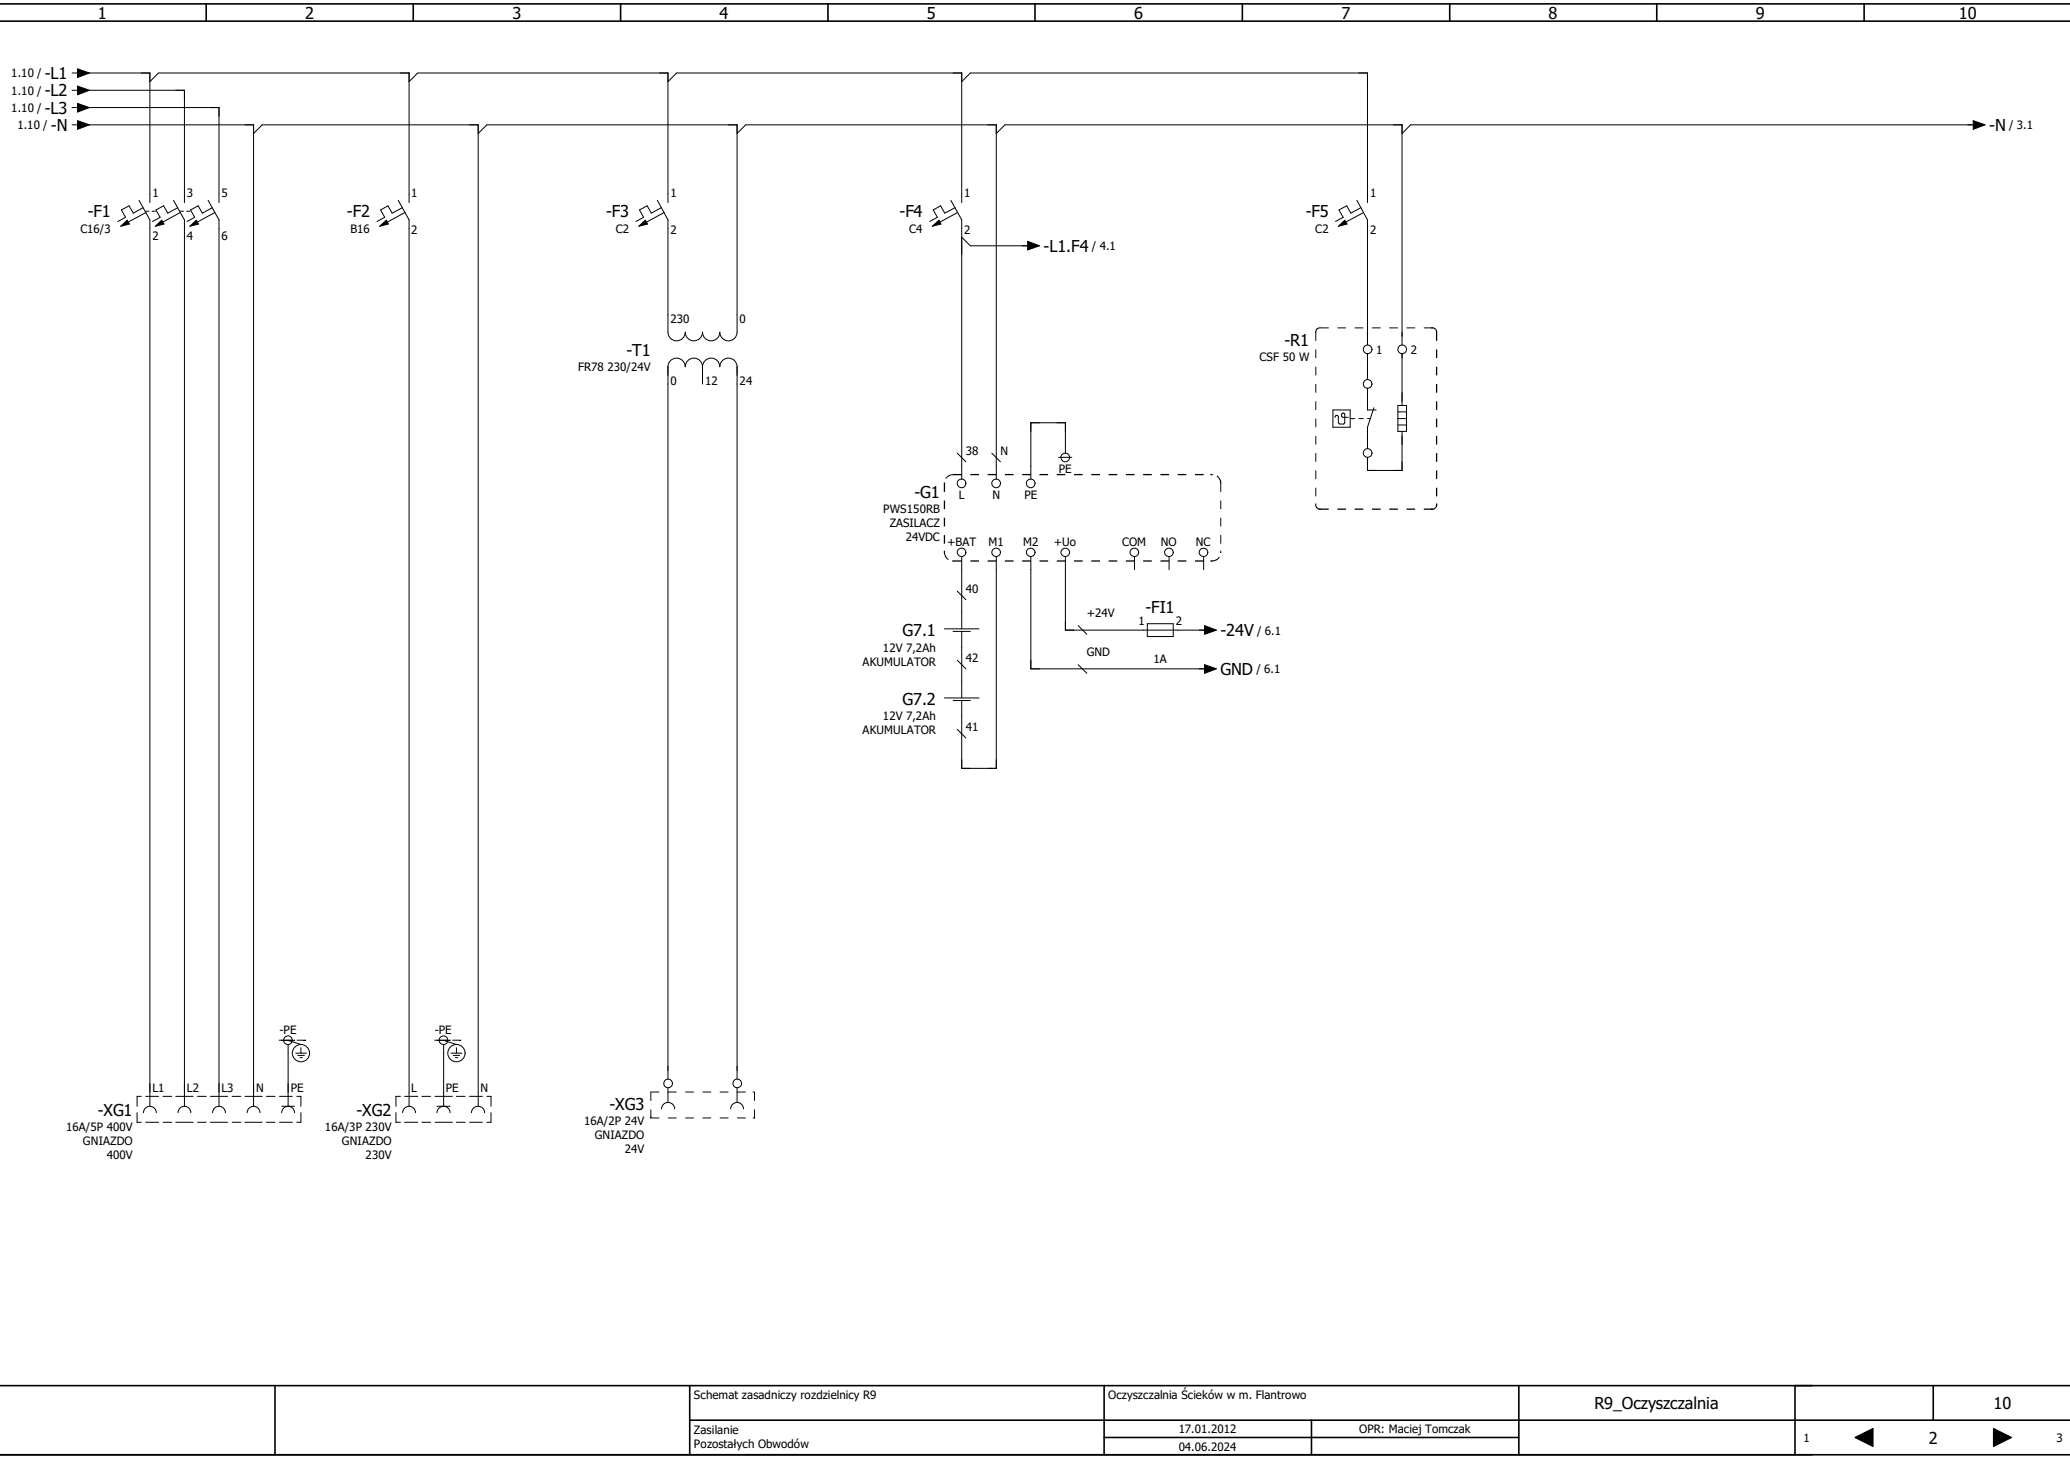 1 2 3 4 5 6 7 8 9 10
1.10 / -L1
1.10 / -L2
1.10 / -L3
1.10 / -N
-N / 3.1
-F1
C16/3
1 3 5
2 4 6
-F2
B16
1
2
-F3
C2
1
2
-F4
C4
1
2
-L1.F4 / 4.1
-F5
C2
1
2
230 0
-T1
FR78 230/24V
0 12 24
-R1
CSF 50 W
1 2
38 N
PE
-G1
PWS150RB
ZASILACZ
24VDC
L N PE
+BAT M1 M2 +Uo COM NO NC
40
G7.1
12V 7,2Ah
AKUMULATOR
42
G7.2
12V 7,2Ah
AKUMULATOR
41
+24V
-FI1
1 2
-24V / 6.1
GND
1A
GND / 6.1
-PE
L1 L2 L3 N PE
-XG1
16A/5P 400V
GNIAZDO
400V
-PE
L PE N
-XG2
16A/3P 230V
GNIAZDO
230V
-XG3
16A/2P 24V
GNIAZDO
24V
Schemat zasadniczy rozdzielnicy R9
Zasilanie
Pozostałych Obwodów
Oczyszczalnia Ścieków w m. Flantrowo
17.01.2012
OPR: Maciej Tomczak
04.06.2024
R9_Oczyszczalnia
10
1 2 3